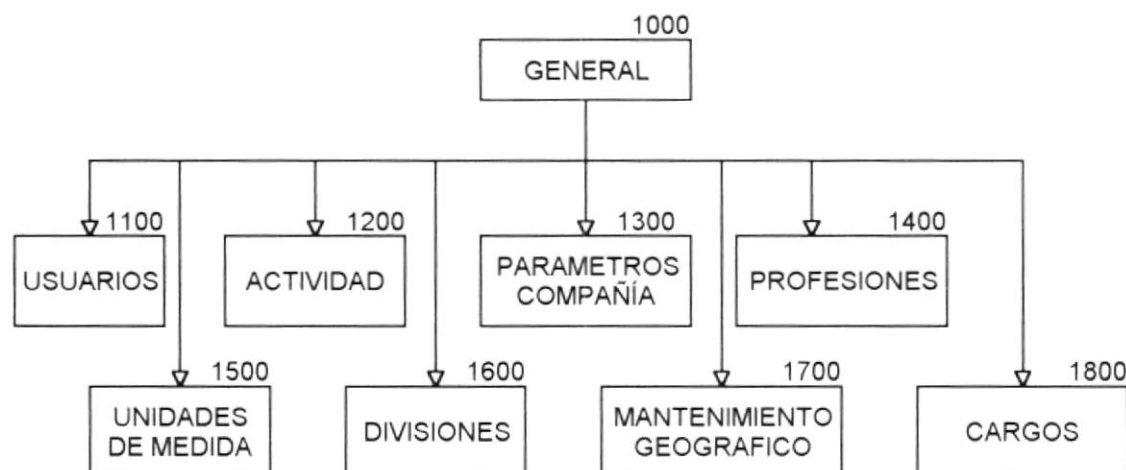 1000
GENERAL
1100
USUARIOS
1200
ACTIVIDAD
1300
PARAMETROS
COMPAÑÍA
1400
PROFESIONES
1500
UNIDADES
DE MEDIDA
1600
DIVISIONES
1700
MANTENIMIENTO
GEOGRAFICO
1800
CARGOS